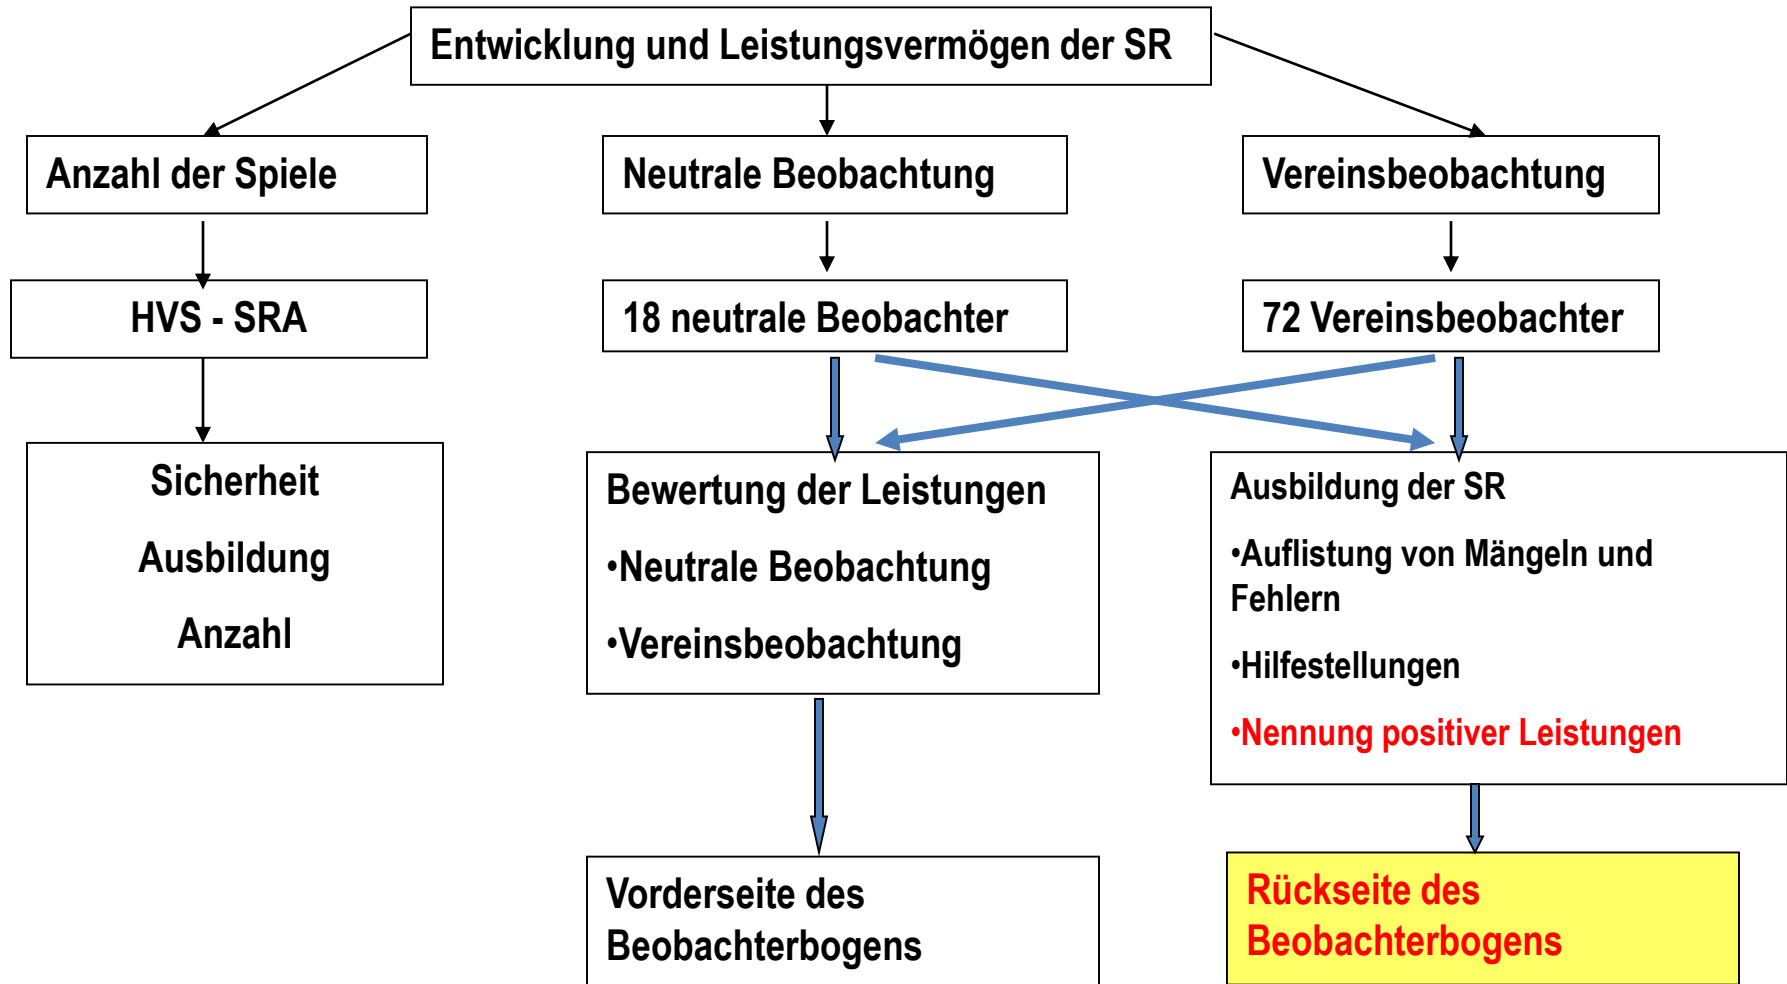 Entwicklung und Leistungsvermögen der SR
Anzahl der Spiele
Neutrale Beobachtung
Vereinsbeobachtung
HVS - SRA
18 neutrale Beobachter
72 Vereinsbeobachter
Sicherheit
Ausbildung
Anzahl
Bewertung der Leistungen
•Neutrale Beobachtung
•Vereinsbeobachtung
Ausbildung der SR
•Auflistung von Mängeln und
Fehlern
•Hilfestellungen
•Nennung positiver Leistungen
Vorderseite des
Beobachterbogens
Rückseite des
Beobachterbogens